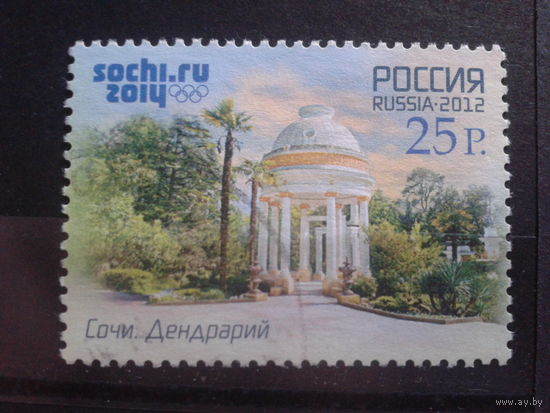 sochi.ru
2014
РОССИЯ
RUSSIA·2012
25 Р.
Сочи. Дендрарий
© www.ay.by